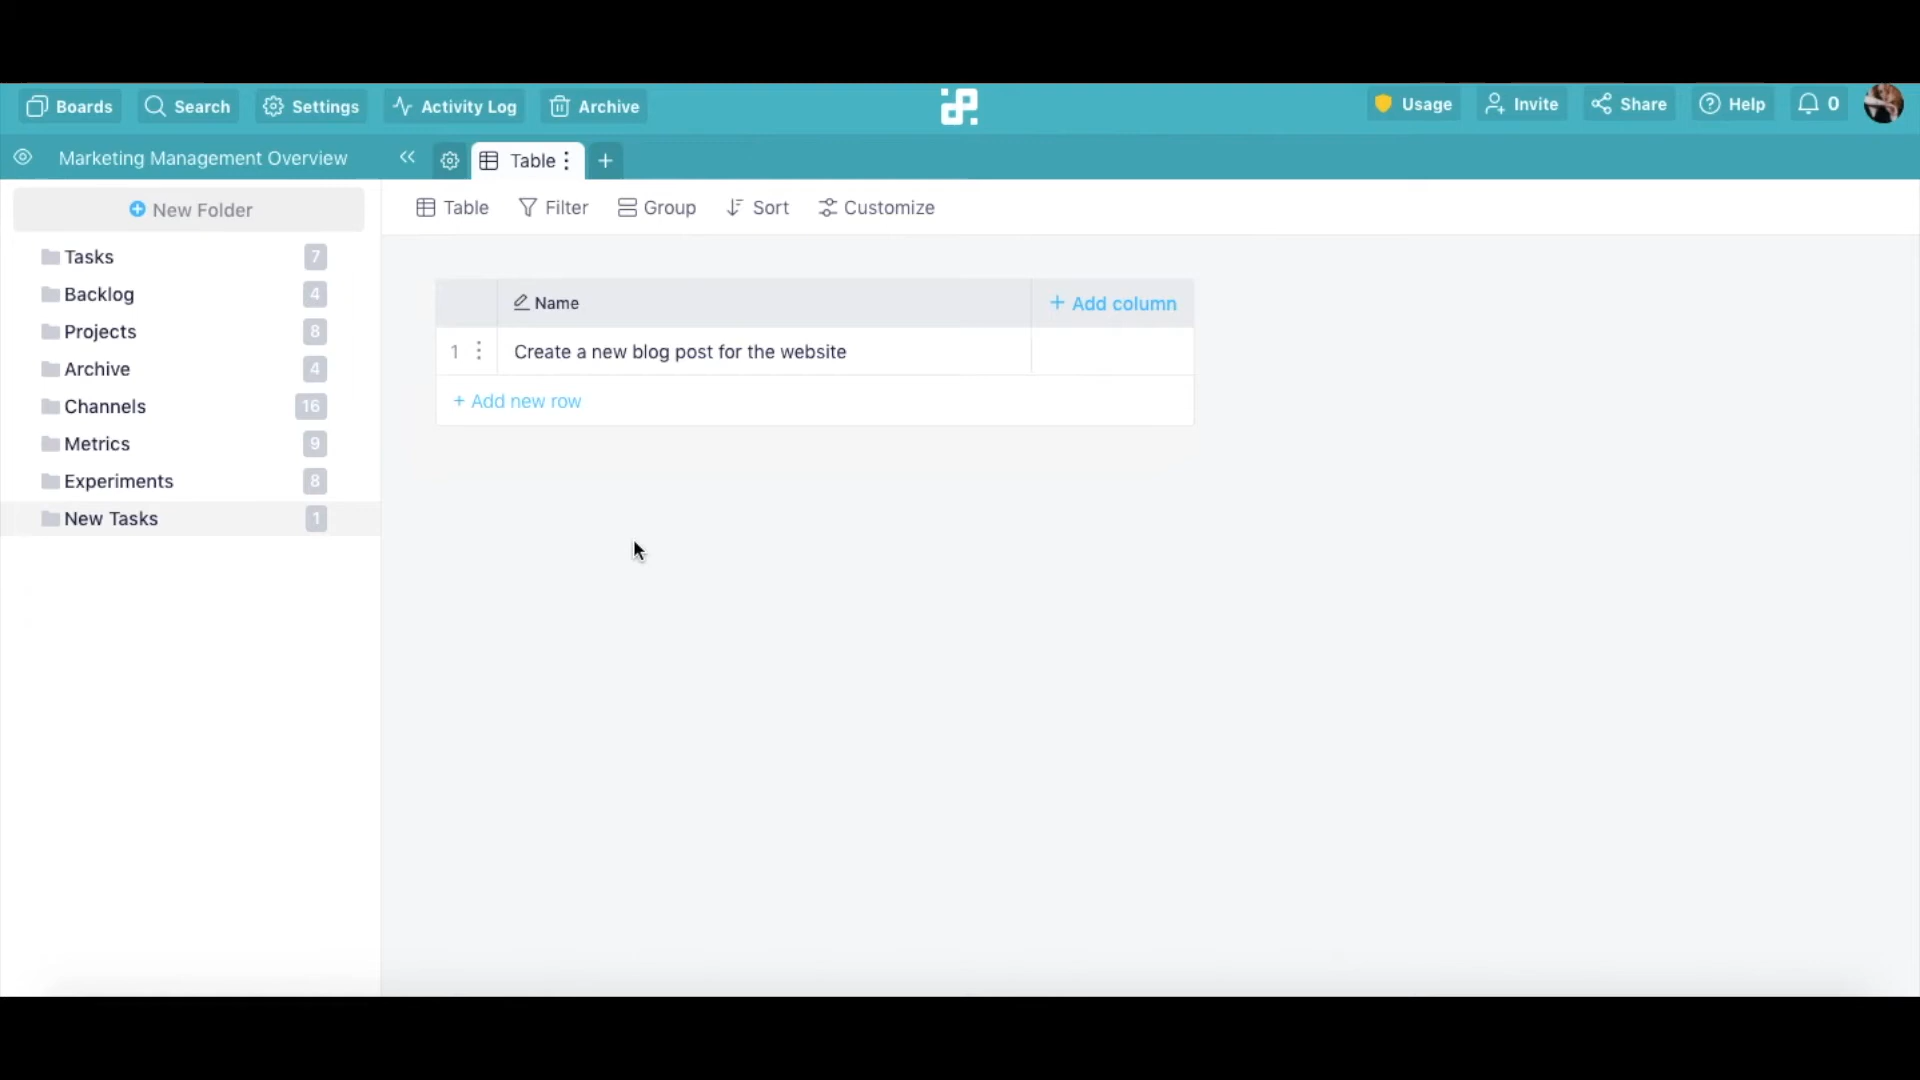 Boards Search Settings Activity Log Archive Usage Invite Share Help 0
Marketing Management Overview Table
New Folder
Table Filter Group Sort Customize
Tasks 7
Backlog 4
Projects 8
Archive 4
Channels 16
Metrics 9
Experiments 8
New Tasks 1
Name + Add column
1 Create a new blog post for the website
+ Add new row